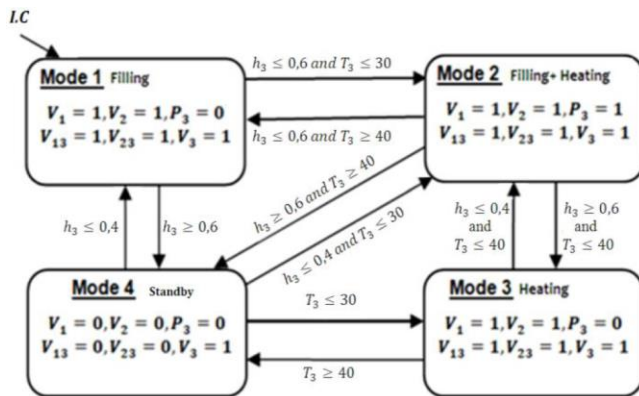 I.C
Mode 1 Filling
V₁ = 1, V₂ = 1, P₃ = 0
V₁₃ = 1, V₂₃ = 1, V₃ = 1
h₃ ≤ 0,6 and T₃ ≤ 30
h₃ ≤ 0,6 and T₃ ≥ 40
Mode 2 Filling+ Heating
V₁ = 1, V₂ = 1, P₃ = 1
V₁₃ = 1, V₂₃ = 1, V₃ = 1
h₃ ≤ 0,4
h₃ ≥ 0,6
h₃ ≥ 0,6 and T₃ ≥ 40
h₃ ≤ 0,4 and T₃ ≤ 30
h₃ ≤ 0,4
and
T₃ ≤ 40
h₃ ≥ 0,6
and
T₃ ≤ 40
Mode 4 Standby
V₁ = 0, V₂ = 0, P₃ = 0
V₁₃ = 0, V₂₃ = 0, V₃ = 1
T₃ ≤ 30
T₃ ≥ 40
Mode 3 Heating
V₁ = 1, V₂ = 1, P₃ = 0
V₁₃ = 1, V₂₃ = 1, V₃ = 1